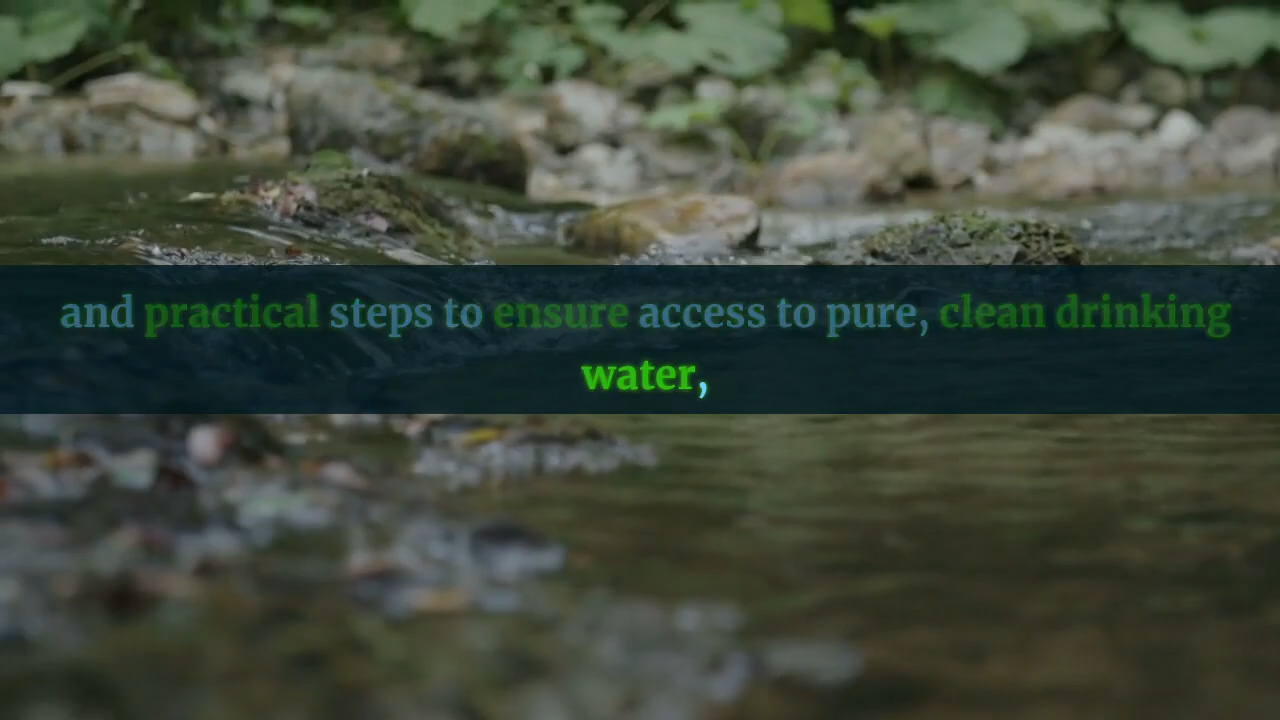 and practical steps to ensure access to pure, clean drinking
water,